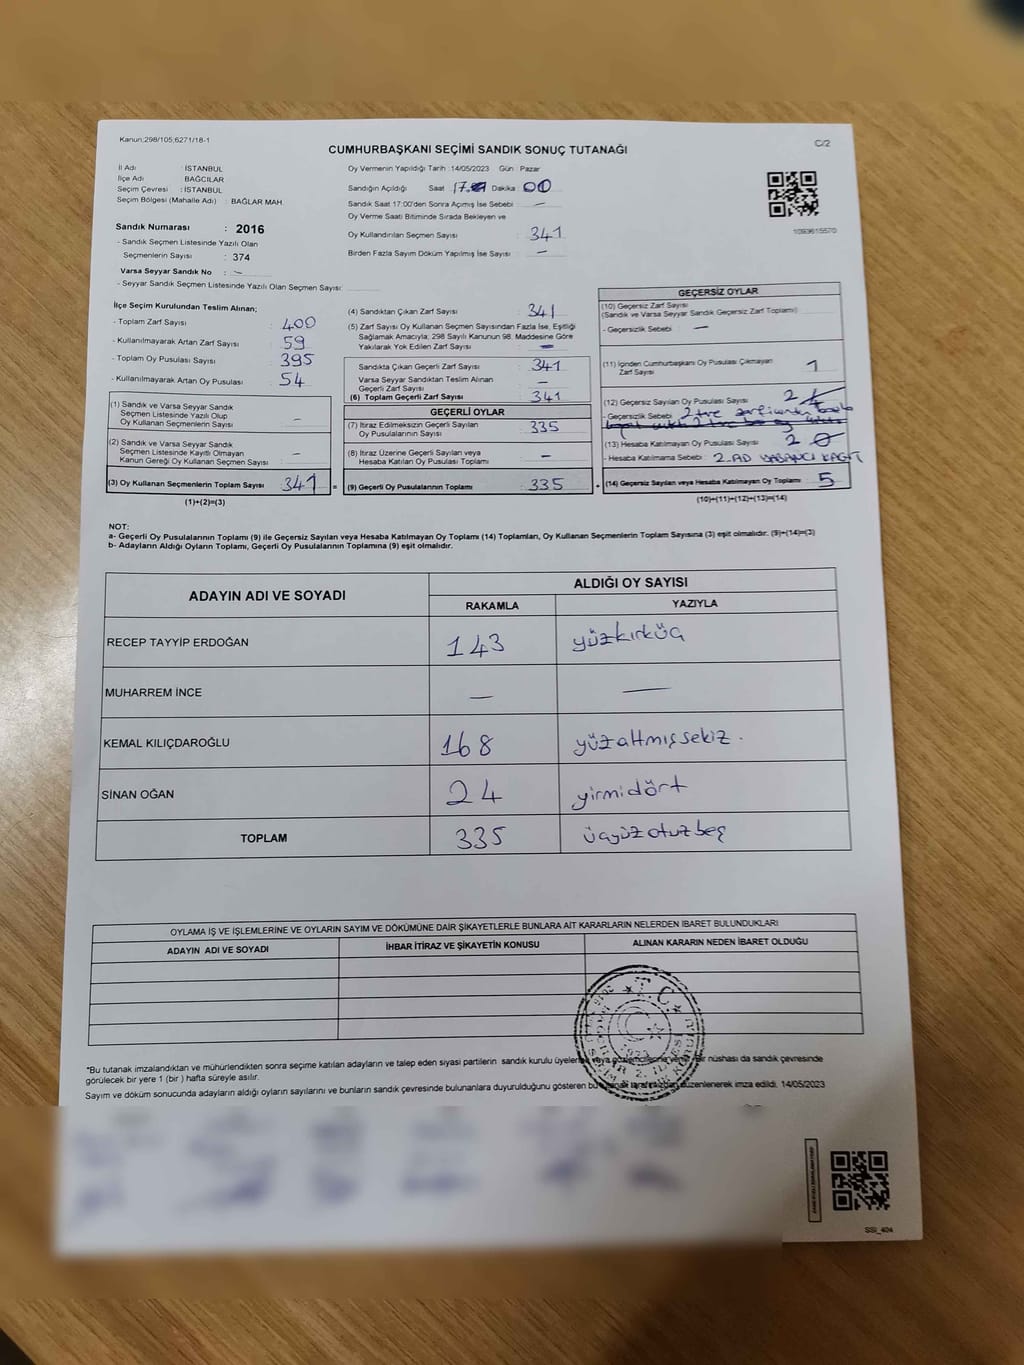 Kanun:298/105;6271/18-1
C/2
CUMHURBAŞKANI SEÇİMİ SANDIK SONUÇ TUTANAĞI
İl Adı : İSTANBUL
İlçe Adı : BAĞCILAR
Seçim Çevresi : İSTANBUL
Seçim Bölgesi (Mahalle Adı) : BAĞLAR MAH.
Sandık Numarası : 2016
- Sandık Seçmen Listesinde Yazılı Olan
Seçmenlerin Sayısı : 374
Varsa Seyyar Sandık No : -
- Seyyar Sandık Seçmen Listesinde Yazılı Olan Seçmen Sayısı:
Oy Vermenin Yapıldığı Tarih :14/05/2023 Gün : Pazar
Sandığın Açıldığı Saat 17. Dakika 00
Sandık Saat 17:00'den Sonra Açımış İse Sebebi : -
Oy Verme Saati Bitiminde Sırada Bekleyen ve
Oy Kullandırılan Seçmen Sayısı : 341
Birden Fazla Sayım Döküm Yapılmış İse Sayısı : -
1093615570
İlçe Seçim Kurulundan Teslim Alınan;
- Toplam Zarf Sayısı : 400
- Kullanılmayarak Artan Zarf Sayısı : 59
- Toplam Oy Pusulası Sayısı : 395
- Kullanılmayarak Artan Oy Pusulası : 54
(1) Sandık ve Varsa Seyyar Sandık
Seçmen Listesinde Yazılı Olup
Oy Kullanan Seçmenlerin Sayısı : -
(2) Sandık ve Varsa Seyyar Sandık
Seçmen Listesinde Kayıtlı Olmayan
Kanun Gereği Oy Kullanan Seçmen Sayısı : -
(3) Oy Kullanan Seçmenlerin Toplam Sayısı : 341
(1)+(2)=(3)
(4) Sandıktan Çıkan Zarf Sayısı : 341
(5) Zarf Sayısı Oy Kullanan Seçmen Sayısından Fazla İse, Eşitliği
Sağlamak Amacıyla; 298 Sayılı Kanunun 98. Maddesine Göre
Yakılarak Yok Edilen Zarf Sayısı : -
Sandıkta Çıkan Geçerli Zarf Sayısı : 341
Varsa Seyyar Sandıktan Teslim Alınan
Geçerli Zarf Sayısı : -
(6) Toplam Geçerli Zarf Sayısı : 341
GEÇERLİ OYLAR
(7) İtiraz Edilmeksizin Geçerli Sayılan
Oy Pusulalarının Sayısı : 335
(8) İtiraz Üzerine Geçerli Sayılan veya
Hesaba Katılan Oy Pusulası Toplamı : -
= (9) Geçerli Oy Pusulalarının Toplamı : 335 +
GEÇERSİZ OYLAR
(10) Geçersiz Zarf Sayısı
(Sandık ve Varsa Seyyar Sandık Geçersiz Zarf Toplamı)
- Geçersizlik Sebebi : -
(11) İçinden Cumhurbaşkanı Oy Pusulası Çıkmayan
Zarf Sayısı : 1
(12) Geçersiz Sayılan Oy Pusulası Sayısı : 2
- Geçersizlik Sebebi :
(13) Hesaba Katılmayan Oy Pusulası Sayısı : 2 0
- Hesaba Katılmama Sebebi : 2.AD YABANCI KAĞIT
(14) Geçersiz Sayılan veya Hesaba Katılmayan Oy Toplamı : 5
(10)+(11)+(12)+(13)=(14)
NOT:
a- Geçerli Oy Pusulalarının Toplamı (9) ile Geçersiz Sayılan veya Hesaba Katılmayan Oy Toplamı (14) Toplamları, Oy Kullanan Seçmenlerin Toplam Sayısına (3) eşit olmalıdır. (9)+(14)=(3)
b- Adayların Aldığı Oyların Toplamı, Geçerli Oy Pusulalarının Toplamına (9) eşit olmalıdır.
ADAYIN ADI VE SOYADI
ALDIĞI OY SAYISI
RAKAMLA YAZIYLA
RECEP TAYYİP ERDOĞAN 143 yüzkırküç
MUHARREM İNCE - -
KEMAL KILIÇDAROĞLU 168 yüzaltmışsekiz.
SİNAN OĞAN 24 yirmidört
TOPLAM 335 üçyüzotuzbeş
OYLAMA İŞ VE İŞLEMLERİNE VE OYLARIN SAYIM VE DÖKÜMÜNE DAİR ŞİKAYETLERLE BUNLARA AİT KARARLARIN NELERDEN İBARET BULUNDUKLARI
ADAYIN ADI VE SOYADI İHBAR İTİRAZ VE ŞİKAYETİN KONUSU ALINAN KARARIN NEDEN İBARET OLDUĞU
T.C.
*Bu tutanak imzalandıktan ve mühürlendikten sonra seçime katılan adayların ve talep eden siyasi partilerin sandık kurulu üyelerine veya gözlemcilerine verilir. Bir nüshası da sandık çevresinde
görülecek bir yere 1 (bir) hafta süreyle asılır.
Sayım ve döküm sonucunda adayların aldığı oyların sayılarını ve bunların sandık çevresinde bulunanlara duyurulduğunu gösteren bu tutanak tarafımızdan düzenlenerek imza edildi. 14/05/2023
SSI_404